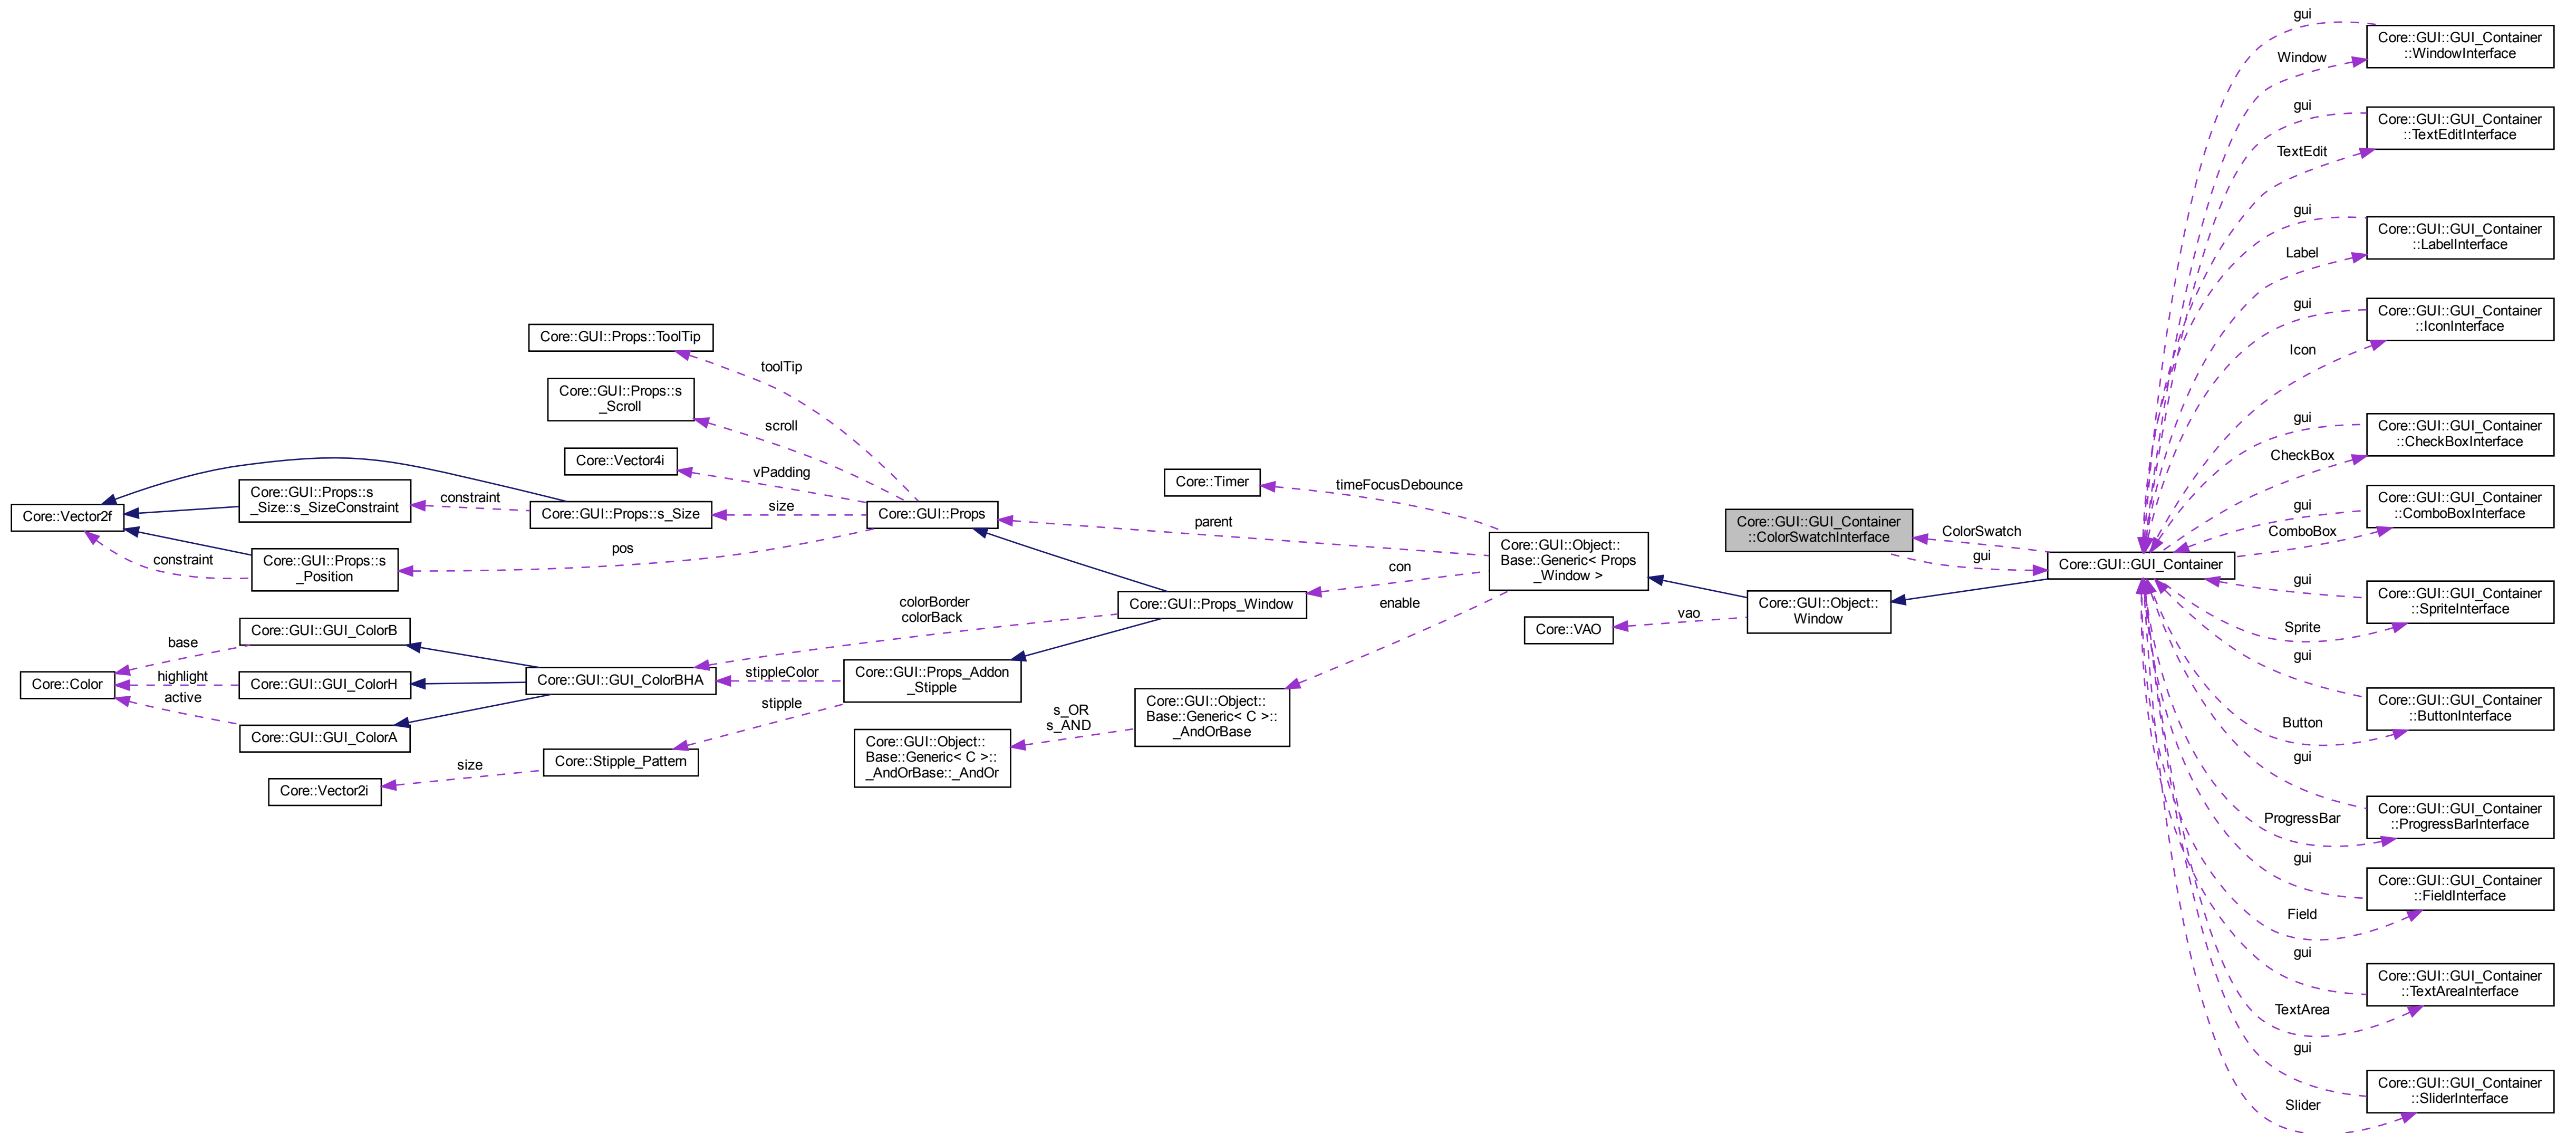 Core::Vector2f
Core::Color
constraint
base
highlight
active
Core::GUI::Props::s
_Size::s_SizeConstraint
Core::GUI::Props::s
_Position
Core::GUI::GUI_ColorB
Core::GUI::GUI_ColorH
Core::GUI::GUI_ColorA
Core::Vector2i
constraint
size
Core::GUI::Props::ToolTip
Core::GUI::Props::s
_Scroll
Core::Vector4i
Core::GUI::Props::s_Size
Core::GUI::GUI_ColorBHA
Core::Stipple_Pattern
toolTip
scroll
vPadding
size
pos
stippleColor
stipple
Core::GUI::Props
colorBorder
colorBack
Core::GUI::Props_Addon
_Stipple
Core::GUI::Object::
Base::Generic< C >::
_AndOrBase::_AndOr
s_OR
s_AND
Core::Timer
parent
Core::GUI::Props_Window
Core::GUI::Object::
Base::Generic< C >::
_AndOrBase
timeFocusDebounce
con
enable
Core::GUI::Object::
Base::Generic< Props
_Window >
Core::VAO
vao
Core::GUI::GUI_Container
::ColorSwatchInterface
Core::GUI::Object::
Window
ColorSwatch
gui
Core::GUI::GUI_Container
gui
Window
gui
TextEdit
gui
Label
gui
Icon
gui
CheckBox
gui
ComboBox
gui
Sprite
gui
Button
gui
ProgressBar
gui
Field
gui
TextArea
gui
Slider
Core::GUI::GUI_Container
::WindowInterface
Core::GUI::GUI_Container
::TextEditInterface
Core::GUI::GUI_Container
::LabelInterface
Core::GUI::GUI_Container
::IconInterface
Core::GUI::GUI_Container
::CheckBoxInterface
Core::GUI::GUI_Container
::ComboBoxInterface
Core::GUI::GUI_Container
::SpriteInterface
Core::GUI::GUI_Container
::ButtonInterface
Core::GUI::GUI_Container
::ProgressBarInterface
Core::GUI::GUI_Container
::FieldInterface
Core::GUI::GUI_Container
::TextAreaInterface
Core::GUI::GUI_Container
::SliderInterface